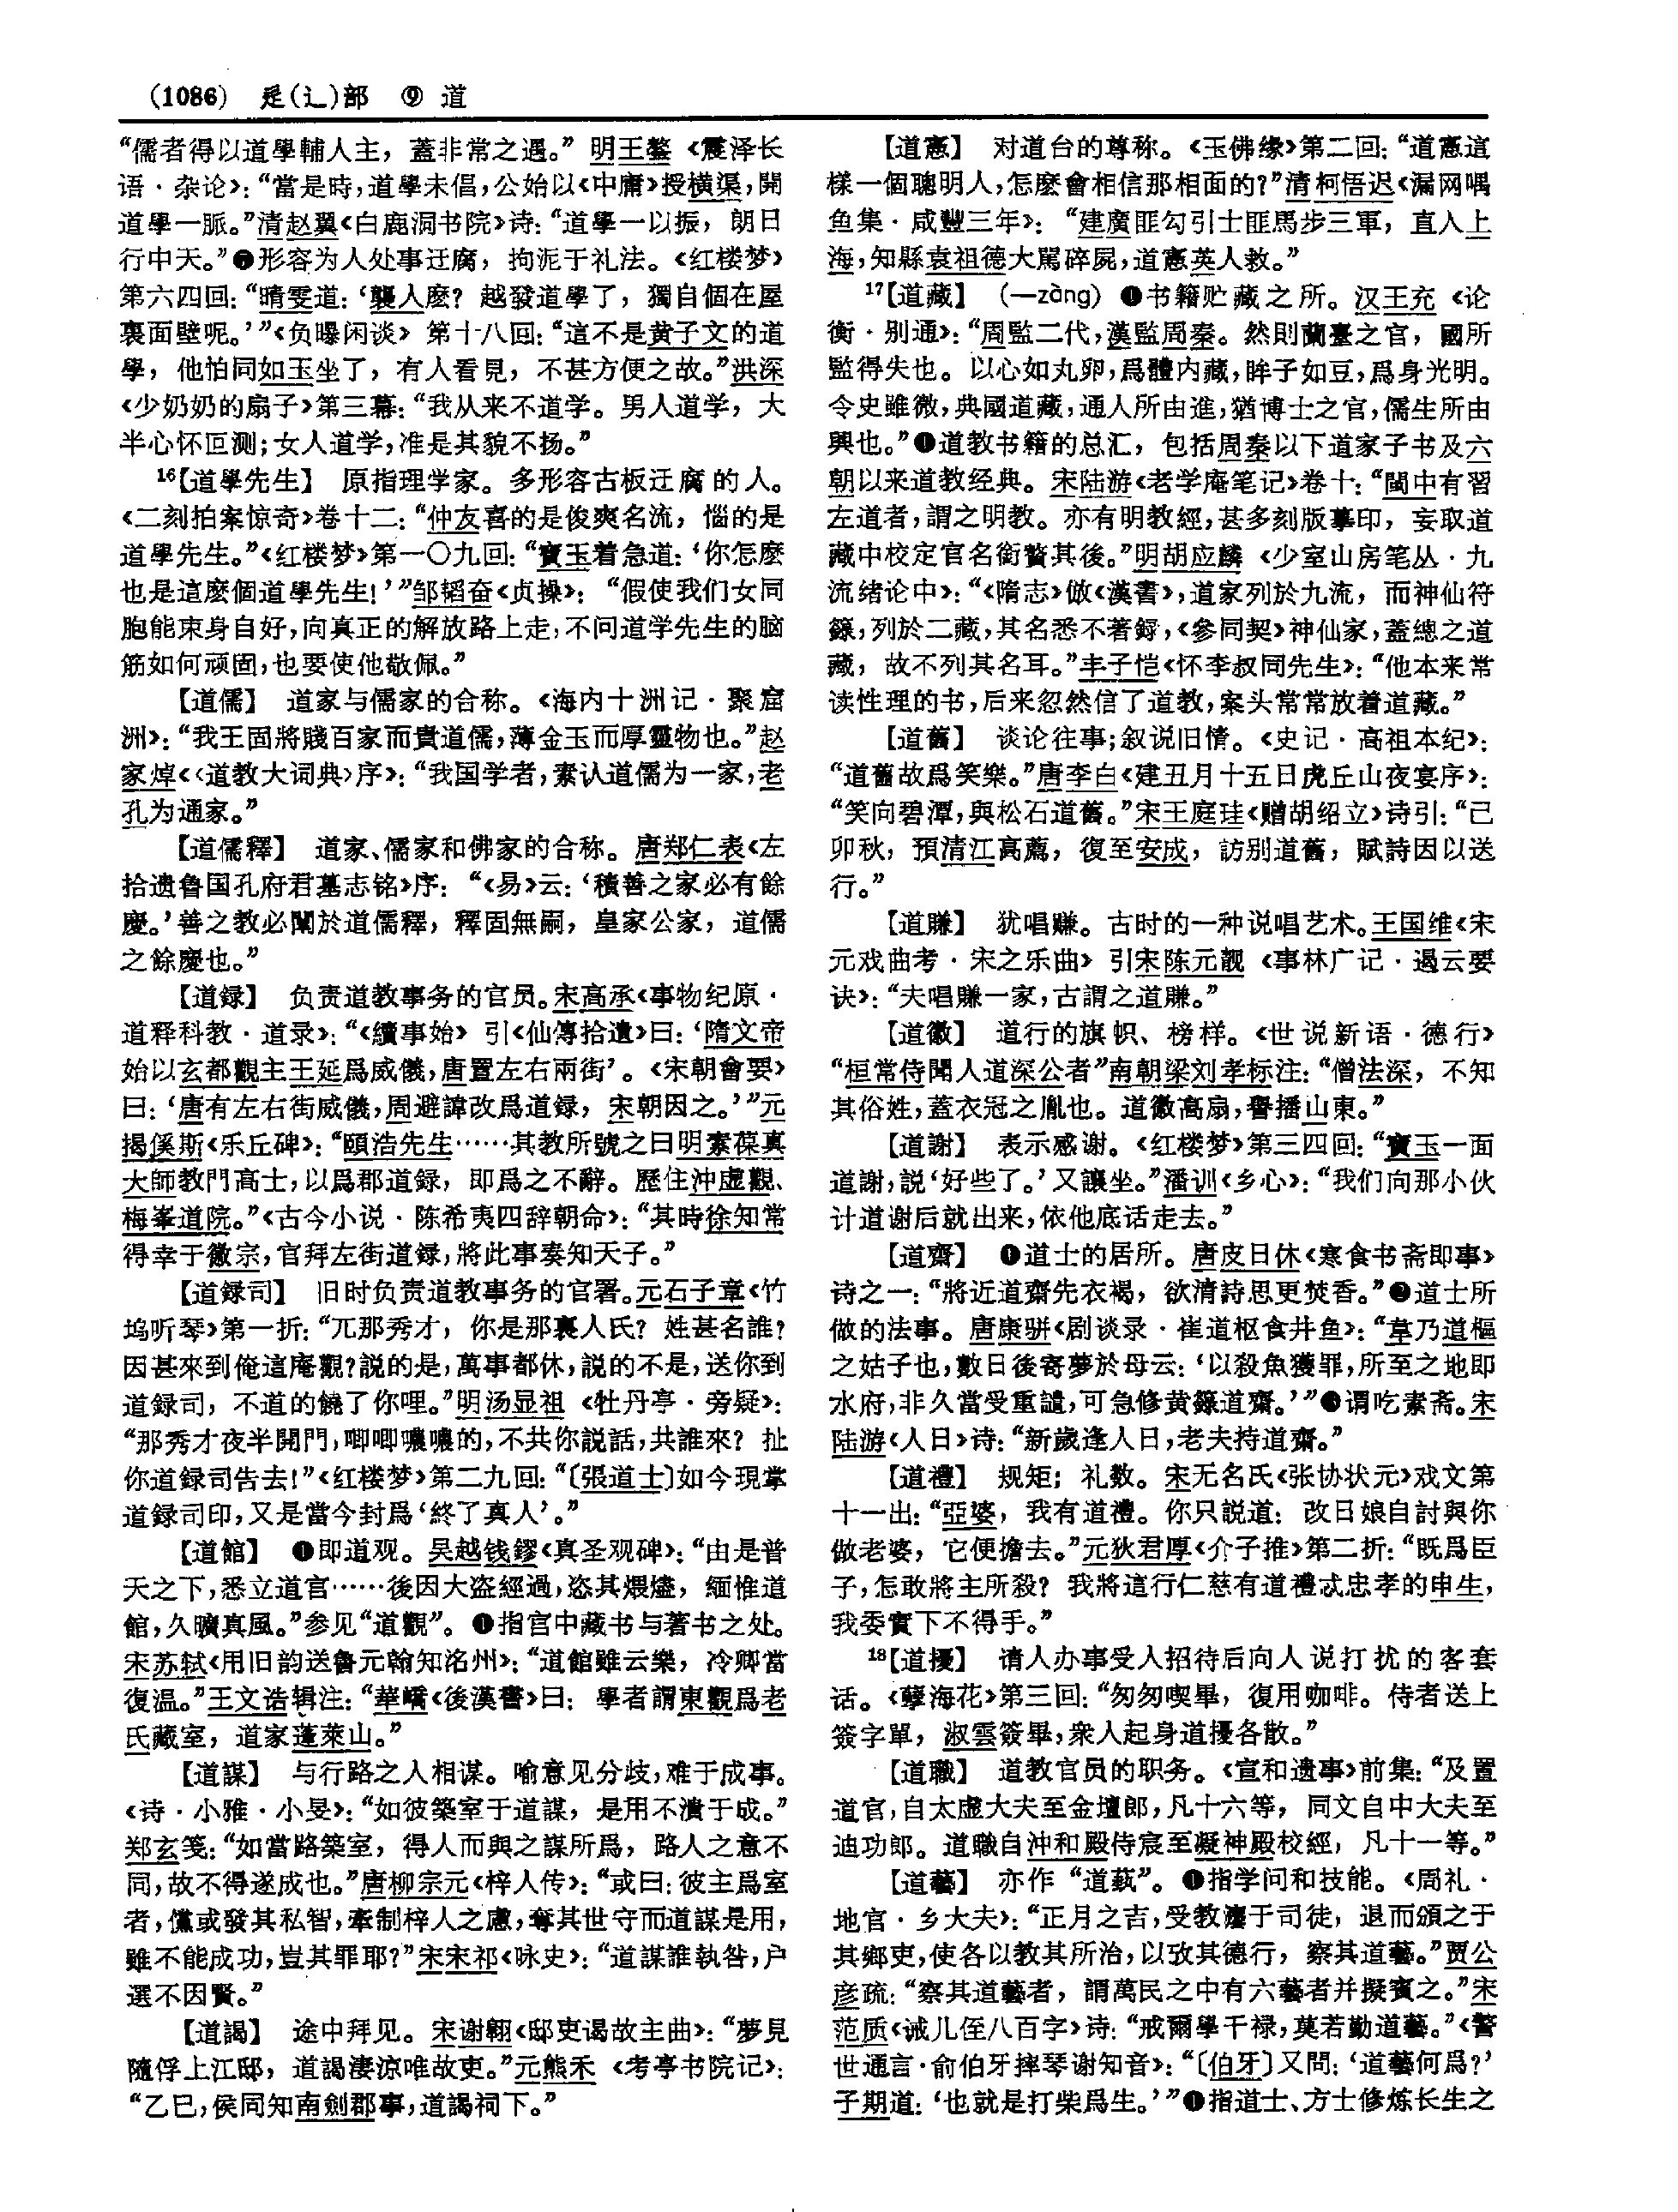 (1086) 辵(辶)部 ⑨ 道
“儒者得以道學輔人主，蓋非常之遇。” 明王鏊 《震泽长
语·杂论》：“當是時，道學未倡，公始以《中庸》授橫渠，開
道學一脈。”清赵翼《白鹿洞书院》诗：“道學一以振，朗日
行中天。”❼形容为人处事迂腐，拘泥于礼法。《红楼梦》
第六四回：“晴雯道：‘襲人麽？越發道學了，獨自個在屋
裏面壁呢。’”《负曝闲谈》 第十八回：“這不是黄子文的道
學，他怕同如玉坐了，有人看見，不甚方便之故。”洪深
《少奶奶的扇子》第三幕：“我从来不道学。男人道学，大
半心怀叵测；女人道学，准是其貌不扬。”
16【道學先生】 原指理学家。多形容古板迂腐的人。
《二刻拍案惊奇》卷十二：“仲友喜的是俊爽名流，惱的是
道學先生。”《红楼梦》第一〇九回：“寶玉着急道：‘你怎麽
也是這麽個道學先生！’”邹韬奋《贞操》：“假使我们女同
胞能束身自好，向真正的解放路上走，不问道学先生的脑
筋如何顽固，也要使他敬佩。”
【道儒】 道家与儒家的合称。《海内十洲记·聚窟
洲》：“我王固將賤百家而貴道儒，薄金玉而厚靈物也。”赵
家焯《〈道教大词典〉序》：“我国学者，素认道儒为一家，老
孔为通家。”
【道儒釋】 道家、儒家和佛家的合称。唐郑仁表《左
拾遗鲁国孔府君墓志铭》序：“《易》云：‘積善之家必有餘
慶。’善之教必闡於道儒釋，釋固無嗣，皇家公家，道儒
之餘慶也。”
【道録】 负责道教事务的官员。宋高承《事物纪原·
道释科教·道录》：“《續事始》 引《仙傳拾遺》曰：‘隋文帝
始以玄都觀主王延爲威儀，唐置左右兩街’。《宋朝會要》
曰：‘唐有左右街威儀，周避諱改爲道録，宋朝因之。’”元
揭傒斯《乐丘碑》：“頤浩先生……其教所號之曰明素葆真
大師教門高士，以爲郡道録，即爲之不辭。歷住沖虛觀、
梅峯道院。”《古今小说·陈希夷四辞朝命》：“其時徐知常
得幸于徽宗，官拜左街道録，將此事奏知天子。”
【道録司】 旧时负责道教事务的官署。元石子章《竹
坞听琴》第一折：“兀那秀才，你是那裏人氏？姓甚名誰？
因甚來到俺這庵觀？説的是，萬事都休，説的不是，送你到
道録司，不道的饒了你哩。”明汤显祖 《牡丹亭·旁疑》：
“那秀才夜半開門，唧唧噥噥的，不共你説話，共誰來？扯
你道録司告去！”《红楼梦》第二九回：“〔張道士〕如今現掌
道録司印，又是當今封爲‘終了真人’。”
【道館】 ❶即道观。吴越钱鏐《真圣观碑》：“由是普
天之下，悉立道宫……後因大盗經過，恣其煨燼，緬惟道
館，久曠真風。”参见“道觀”。❶指宫中藏书与著书之处。
宋苏轼《用旧韵送鲁元翰知洺州》：“道館雖云樂，冷卿當
復温。”王文诰辑注：“華嶠《後漢書》曰：學者謂東觀爲老
氏藏室，道家蓬萊山。”
【道謀】 与行路之人相谋。喻意见分歧，难于成事。
《诗·小雅·小旻》：“如彼築室于道謀，是用不潰于成。”
郑玄笺：“如當路築室，得人而與之謀所爲，路人之意不
同，故不得遂成也。”唐柳宗元《梓人传》：“或曰：彼主爲室
者，儻或發其私智，牽制梓人之慮，奪其世守而道謀是用，
雖不能成功，豈其罪耶？”宋宋祁《咏史》：“道謀誰執咎，户
選不因賢。”
【道謁】 途中拜见。宋谢翱《邸吏谒故主曲》：“夢見
隨俘上江邸，道謁淒涼唯故吏。”元熊禾 《考亭书院记》：
“乙巳，侯同知南劍郡事，道謁祠下。”
【道憲】 对道台的尊称。《玉佛缘》第二回：“道憲這
樣一個聰明人，怎麽會相信那相面的？”清柯悟迟《漏网喁
鱼集·咸豐三年》：“建廣匪勾引土匪馬步三軍，直入上
海，知縣袁祖德大駡碎屍，道憲英人救。”
17【道藏】 (—zàng) ❶书籍贮藏之所。汉王充 《论
衡·别通》：“周監二代，漢監周秦。然則蘭臺之官，國所
監得失也。以心如丸卵，爲體内藏，眸子如豆，爲身光明。
令史雖微，典國道藏，通人所由進，猶博士之官，儒生所由
興也。”❶道教书籍的总汇，包括周秦以下道家子书及六
朝以来道教经典。宋陆游《老学庵笔记》卷十：“閩中有習
左道者，謂之明教。亦有明教經，甚多刻版摹印，妄取道
藏中校定官名銜贅其後。”明胡应麟 《少室山房笔丛·九
流绪论中》：“《隋志》倣《漢書》，道家列於九流，而神仙符
籙，列於二藏，其名悉不著録，《參同契》神仙家，蓋總之道
藏，故不列其名耳。”丰子恺《怀李叔同先生》：“他本来常
读性理的书，后来忽然信了道教，案头常常放着道藏。”
【道舊】 谈论往事；叙说旧情。《史记·高祖本纪》：
“道舊故爲笑樂。”唐李白《建丑月十五日虎丘山夜宴序》：
“笑向碧潭，與松石道舊。”宋王庭珪《赠胡绍立》诗引：“己
卯秋，預清江高薦，復至安成，訪别道舊，賦詩因以送
行。”
【道賺】 犹唱赚。古时的一种说唱艺术。王国维《宋
元戏曲考·宋之乐曲》 引宋陈元靓 《事林广记·遏云要
诀》：“夫唱賺一家，古謂之道賺。”
【道徽】 道行的旗帜、榜样。《世说新语·德行》
“桓常侍聞人道深公者”南朝梁刘孝标注：“僧法深，不知
其俗姓，蓋衣冠之胤也。道徽高扇，譽播山東。”
【道謝】 表示感谢。《红楼梦》第三四回：“寶玉一面
道謝，説‘好些了。’又讓坐。”潘训《乡心》：“我们向那小伙
计道谢后就出来，依他底话走去。”
【道齋】 ❶道士的居所。唐皮日休《寒食书斋即事》
诗之一：“將近道齋先衣褐，欲清詩思更焚香。”❷道士所
做的法事。唐康骈《剧谈录·崔道枢食井鱼》：“韋乃道樞
之姑子也，數日後寄夢於母云：‘以殺魚獲罪，所至之地即
水府，非久當受重譴，可急修黄籙道齋。’”❸谓吃素斋。宋
陆游《人日》诗：“新歲逢人日，老夫持道齋。”
【道禮】 规矩；礼数。宋无名氏《张协状元》戏文第
十一出：“亞婆，我有道禮。你只説道：改日娘自討與你
做老婆，它便擔去。”元狄君厚《介子推》第二折：“既爲臣
子，怎敢將主所殺？我將這行仁慈有道禮忒忠孝的申生，
我委實下不得手。”
18【道擾】 请人办事受人招待后向人说打扰的客套
话。《孽海花》第三回：“匆匆喫畢，復用咖啡。侍者送上
簽字單，淑雲簽畢，衆人起身道擾各散。”
【道職】 道教官员的职务。《宣和遗事》前集：“及置
道官，自太虚大夫至金壇郎，凡十六等，同文自中大夫至
迪功郎。道職自沖和殿侍宸至凝神殿校經，凡十一等。”
【道藝】 亦作“道蓺”。❶指学问和技能。《周礼·
地官·乡大夫》：“正月之吉，受教灋于司徒，退而頒之于
其鄉吏，使各以教其所治，以攷其德行，察其道藝。”贾公
彦疏：“察其道藝者，謂萬民之中有六藝者并擬賓之。”宋
范质《诫儿侄八百字》诗：“戒爾學干禄，莫若勤道藝。”《警
世通言·俞伯牙摔琴谢知音》：“〔伯牙〕又問：‘道藝何爲？’
子期道：‘也就是打柴爲生。’”❶指道士、方士修炼长生之